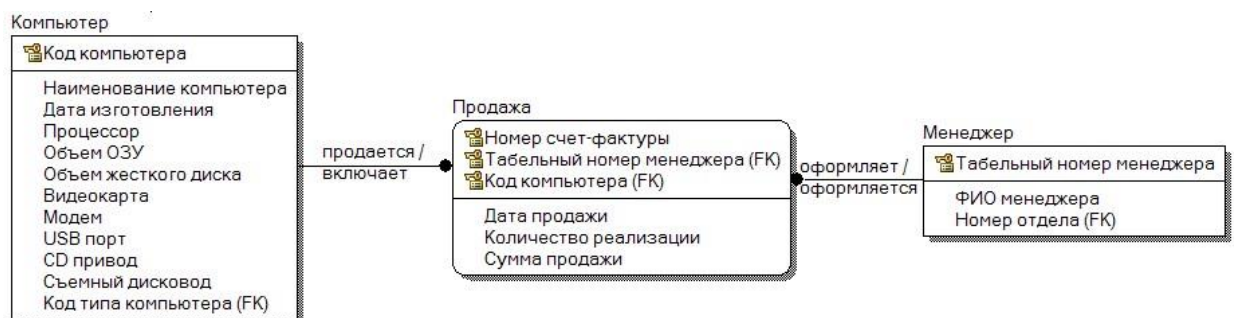 Компьютер
Код компьютера
Наименование компьютера
Дата изготовления
Процессор
Объем ОЗУ
Объем жесткого диска
Видеокарта
Модем
USB порт
CD привод
Съемный дисковод
Код типа компьютера (FK)
продается /
включает
Продажа
Номер счет-фактуры
Табельный номер менеджера (FK)
Код компьютера (FK)
Дата продажи
Количество реализации
Сумма продажи
оформляет /
оформляется
Менеджер
Табельный номер менеджера
ФИО менеджера
Номер отдела (FK)